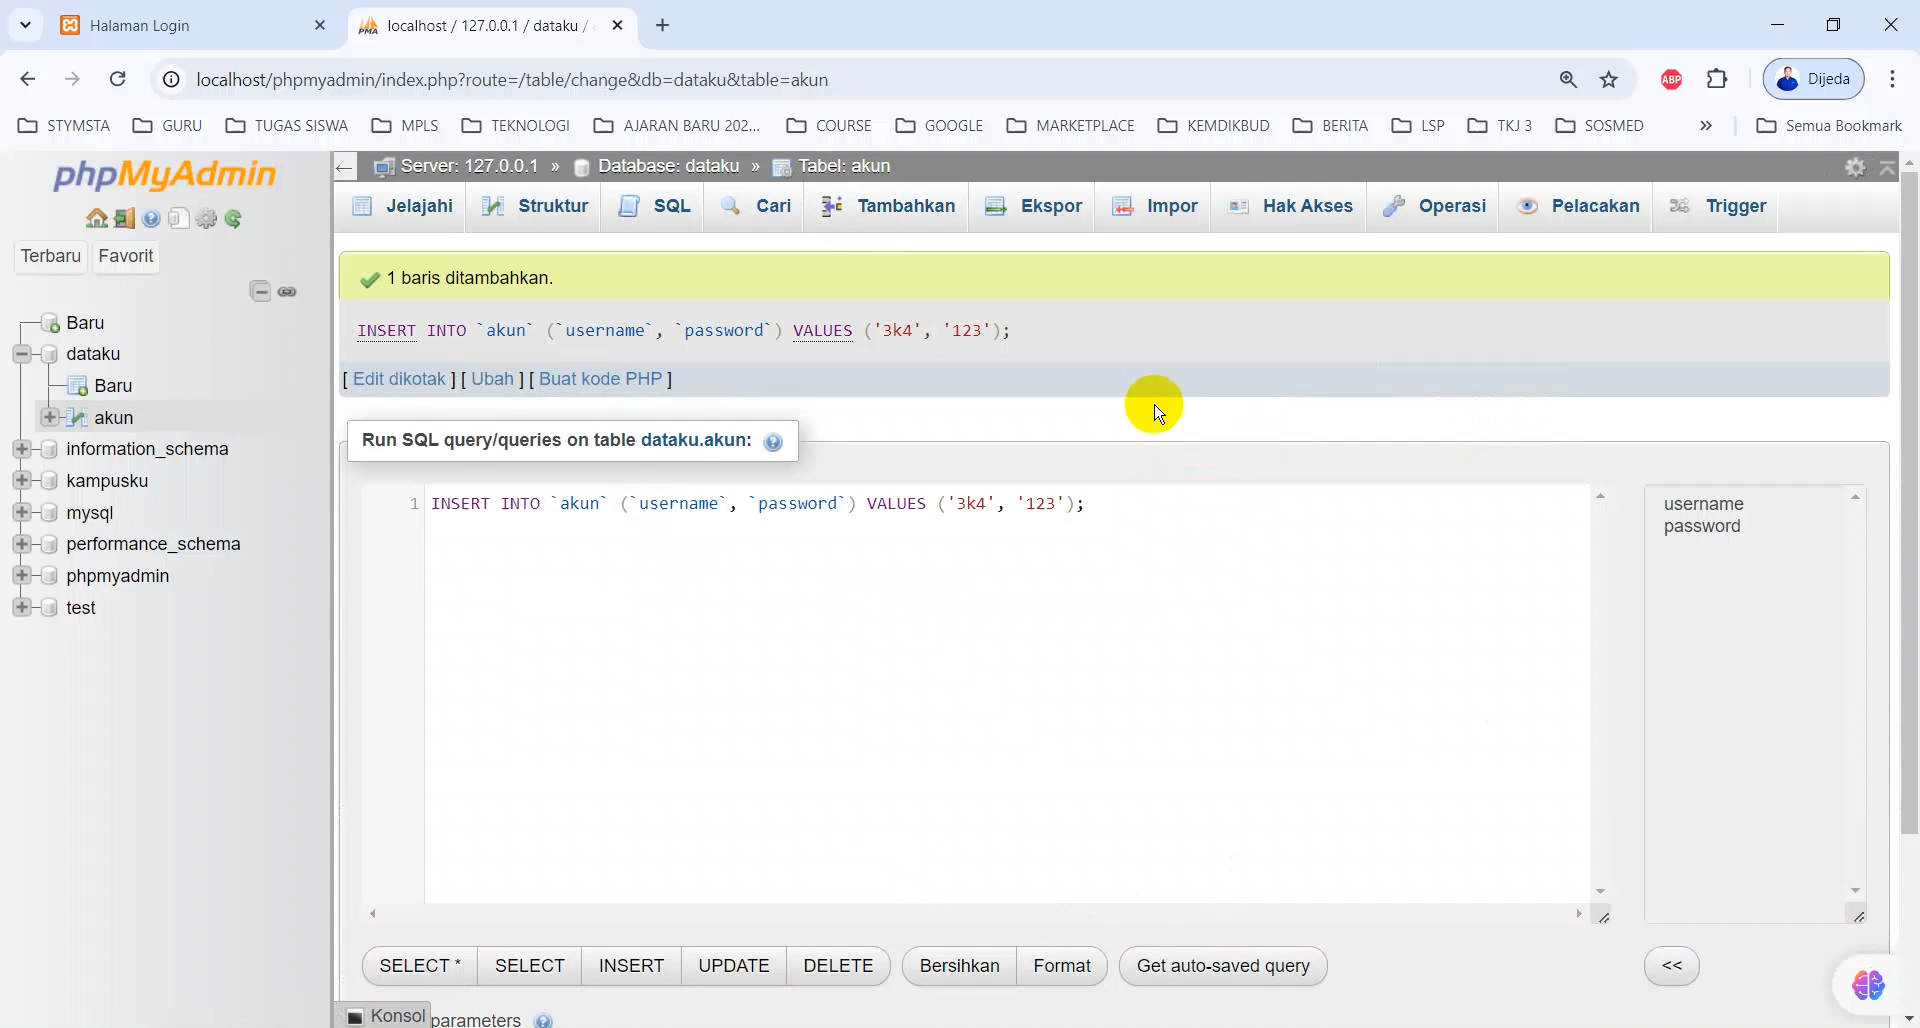 Halaman Login
localhost / 127.0.0.1 / dataku /
localhost/phpmyadmin/index.php?route=/table/change&db=dataku&table=akun
ABP
Dijeda
STYMSTA GURU TUGAS SISWA MPLS TEKNOLOGI AJARAN BARU 202... COURSE GOOGLE MARKETPLACE KEMDIKBUD BERITA LSP TKJ 3 SOSMED » Semua Bookmark
phpMyAdmin
Terbaru Favorit
Baru
dataku
Baru
akun
information_schema
kampusku
mysql
performance_schema
phpmyadmin
test
Server: 127.0.0.1 » Database: dataku » Tabel: akun
Jelajahi Struktur SQL Cari Tambahkan Ekspor Impor Hak Akses Operasi Pelacakan Trigger
1 baris ditambahkan.
INSERT INTO `akun` (`username`, `password`) VALUES ('3k4', '123');
[ Edit dikotak ] [ Ubah ] [ Buat kode PHP ]
Run SQL query/queries on table dataku.akun:
1 INSERT INTO `akun` (`username`, `password`) VALUES ('3k4', '123');
username
password
SELECT * SELECT INSERT UPDATE DELETE Bersihkan Format Get auto-saved query <<
Konsol parameters